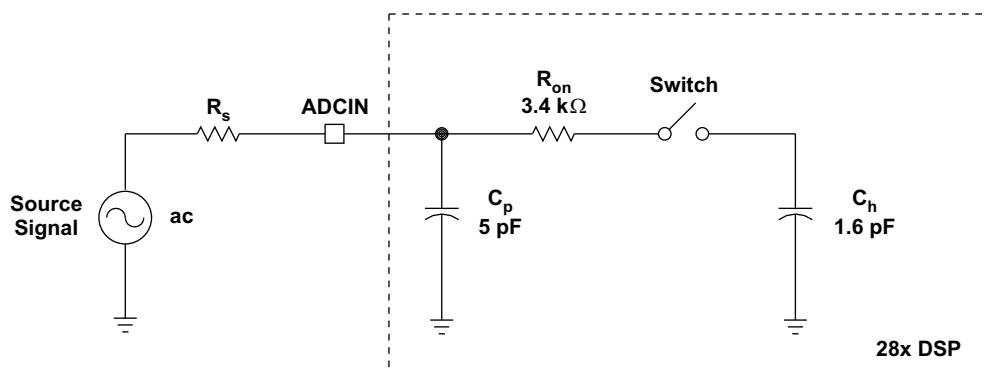 Source
Signal
ac
Rs
ADCIN
Ron
3.4 kΩ
Switch
Cp
5 pF
Ch
1.6 pF
28x DSP